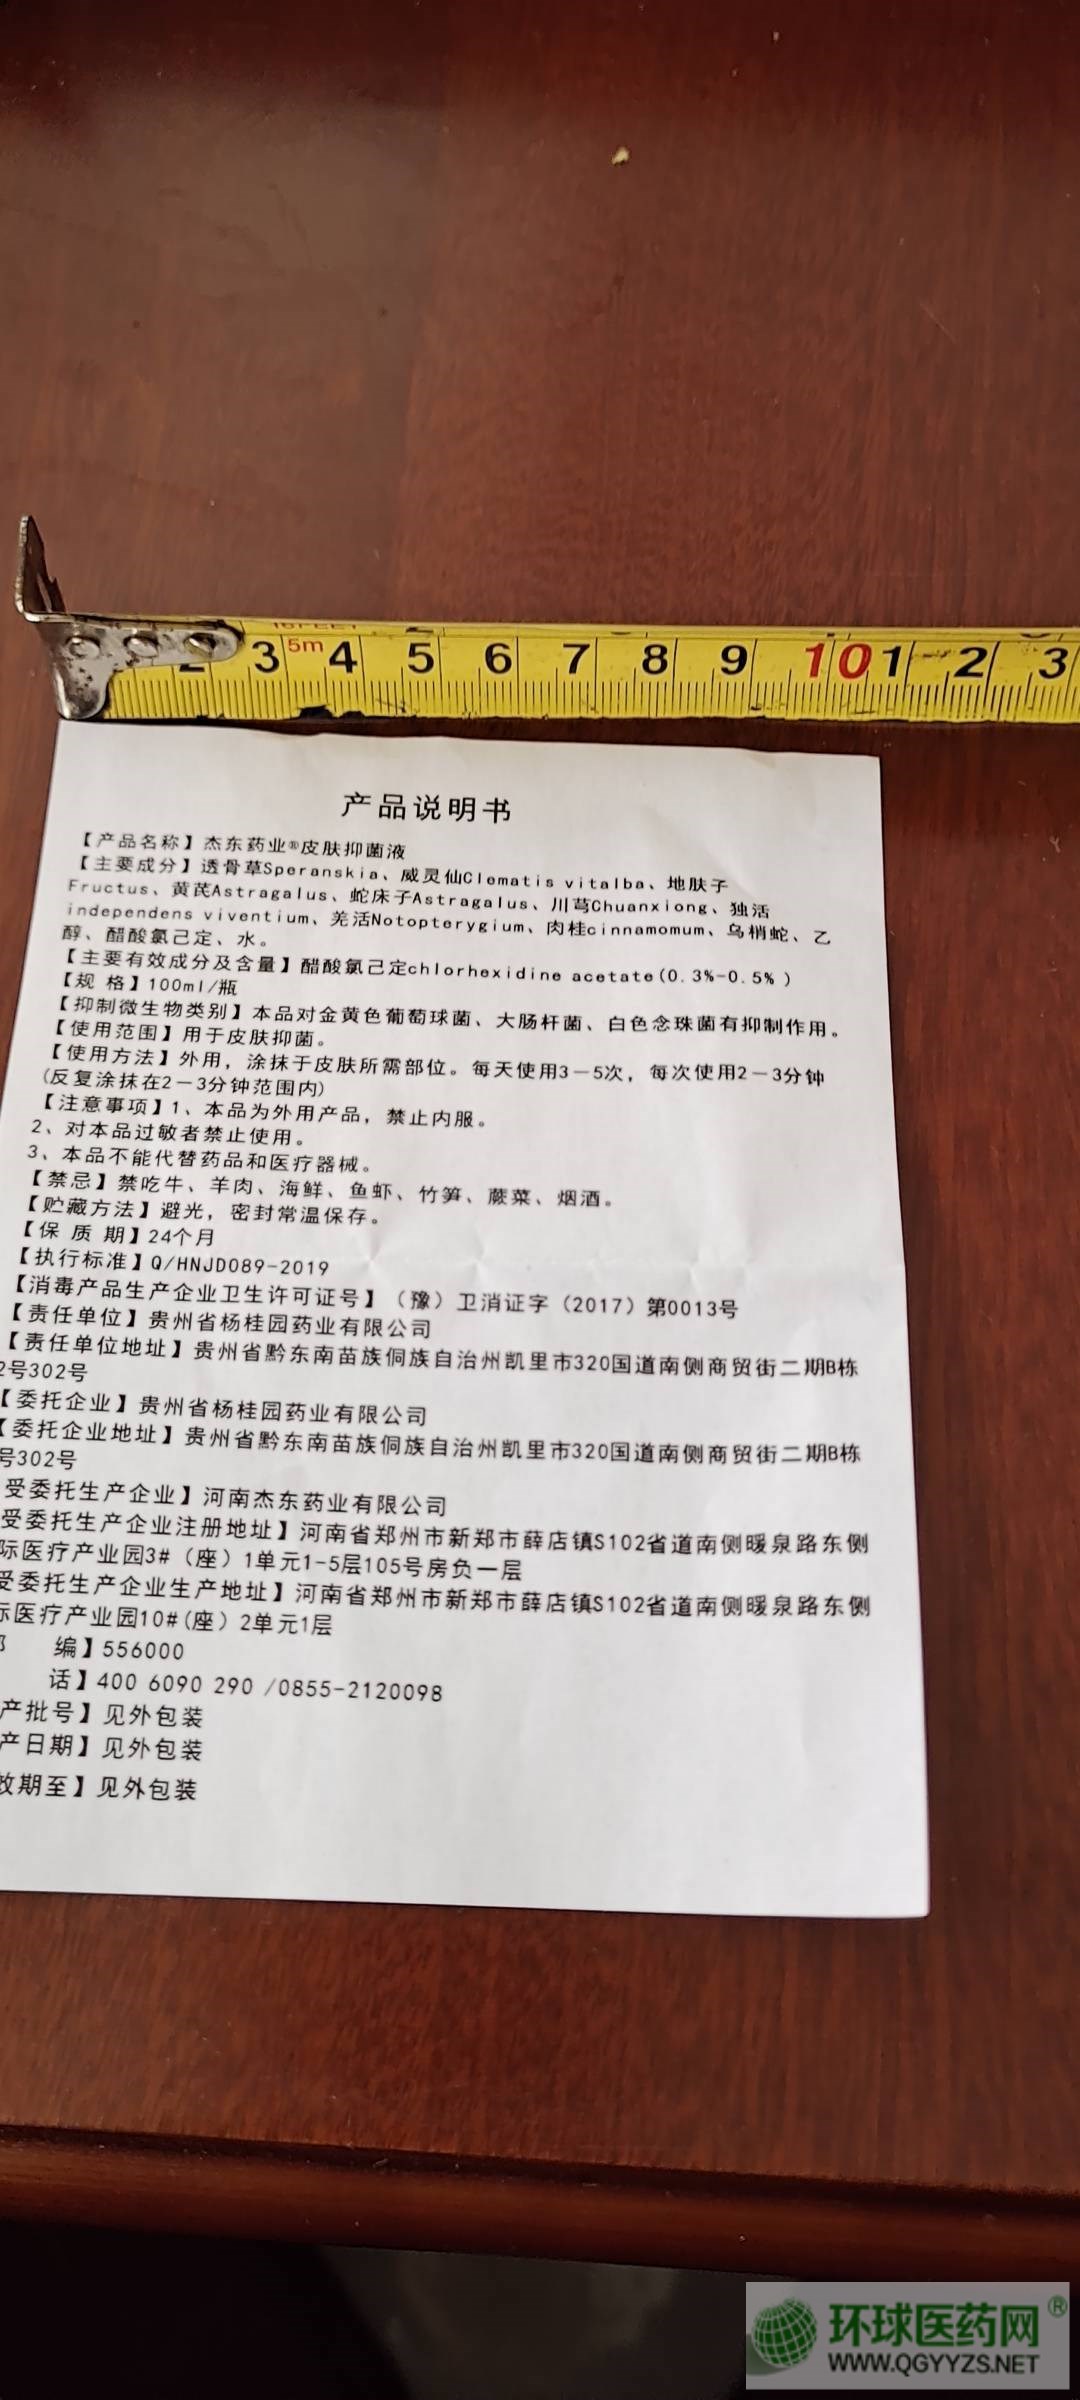 16FEET
2 3 5m 4 5 6 7 8 9 10 1 2 3
产品说明书
【产品名称】杰东药业®皮肤抑菌液
【主要成分】透骨草Speranskia、威灵仙Clematis vitalba、地肤子
Fructus、黄芪Astragalus、蛇床子Astragalus、川芎Chuanxiong、独活
independens viventium、羌活Notopterygium、肉桂cinnamomum、乌梢蛇、乙
醇、醋酸氯己定、水。
【主要有效成分及含量】醋酸氯己定chlorhexidine acetate(0.3%-0.5% )
【规 格】100ml/瓶
【抑制微生物类别】本品对金黄色葡萄球菌、大肠杆菌、白色念珠菌有抑制作用。
【使用范围】用于皮肤抑菌。
【使用方法】外用，涂抹于皮肤所需部位。每天使用3－5次，每次使用2－3分钟
(反复涂抹在2－3分钟范围内)
【注意事项】1、本品为外用产品，禁止内服。
2、对本品过敏者禁止使用。
3、本品不能代替药品和医疗器械。
【禁忌】禁吃牛、羊肉、海鲜、鱼虾、竹笋、蕨菜、烟酒。
【贮藏方法】避光，密封常温保存。
【保 质 期】24个月
【执行标准】Q/HNJD089-2019
【消毒产品生产企业卫生许可证号】（豫）卫消证字（2017）第0013号
【责任单位】贵州省杨桂园药业有限公司
【责任单位地址】贵州省黔东南苗族侗族自治州凯里市320国道南侧商贸街二期B栋
2号302号
【委托企业】贵州省杨桂园药业有限公司
【委托企业地址】贵州省黔东南苗族侗族自治州凯里市320国道南侧商贸街二期B栋
号302号
受委托生产企业】河南杰东药业有限公司
受委托生产企业注册地址】河南省郑州市新郑市薛店镇S102省道南侧暖泉路东侧
际医疗产业园3#（座）1单元1-5层105号房负一层
受委托生产企业生产地址】河南省郑州市新郑市薛店镇S102省道南侧暖泉路东侧
际医疗产业园10#(座）2单元1层
编】556000
话】400 6090 290 /0855-2120098
产批号】见外包装
产日期】见外包装
效期至】见外包装
环球医药网®
WWW.QGYYZS.NET